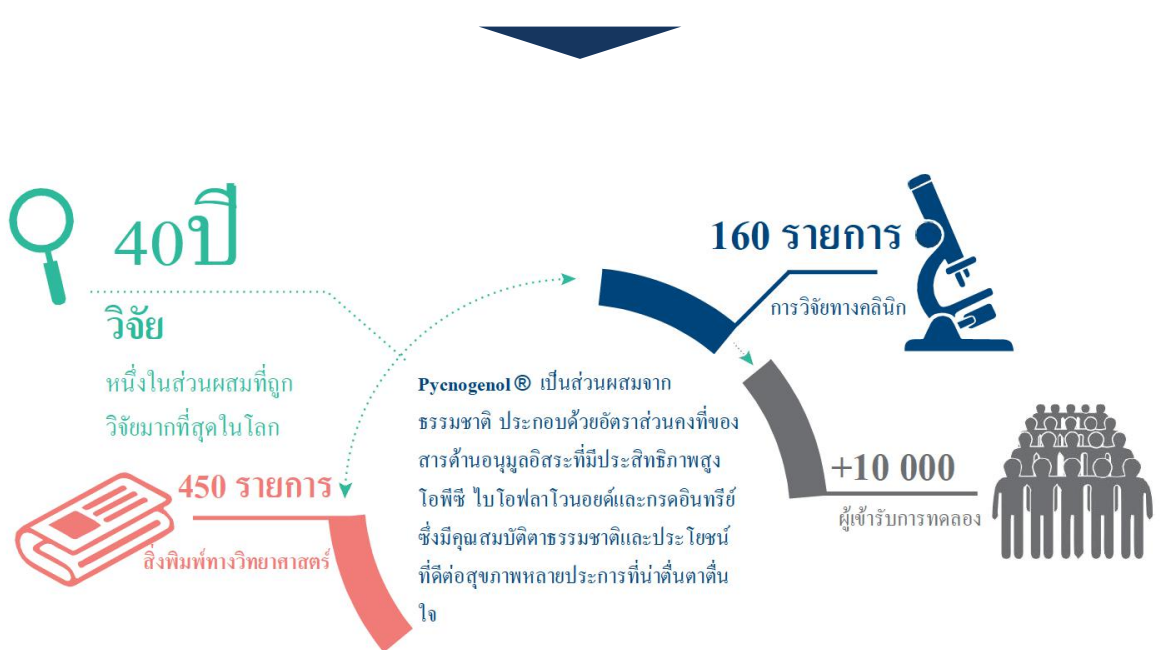 40ปี
วิจัย
หนึ่งในส่วนผสมที่ถูก
วิจัยมากที่สุดในโลก
450 รายการ
สิ่งพิมพ์ทางวิทยาศาสตร์
Pycnogenol® เป็นส่วนผสมจาก
ธรรมชาติ ประกอบด้วยอัตราส่วนคงที่ของ
สารต้านอนุมูลอิสระที่มีประสิทธิภาพสูง
โอพีซี ไบโอฟลาโวนอยด์และกรดอินทรีย์
ซึ่งมีคุณสมบัติตาธรรมชาติและประโยชน์
ที่ดีต่อสุขภาพหลายประการที่น่าตื่นตาตื่น
ใจ
160 รายการ
การวิจัยทางคลินิก
+10 000
ผู้เข้ารับการทดลอง